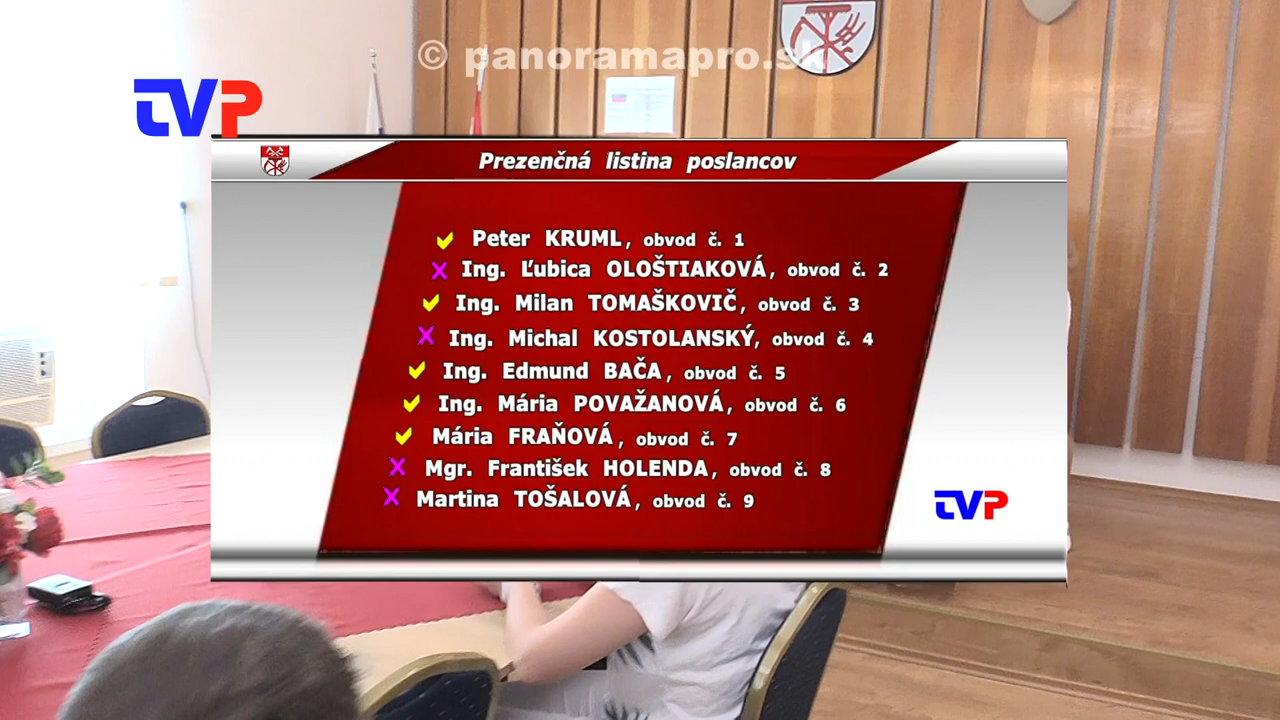 © panoramapro.sk
TVP
Prezenčná listina poslancov
Peter KRUML, obvod č. 1
Ing. Ľubica OLOŠTIAKOVÁ, obvod č. 2
Ing. Milan TOMAŠKOVIČ, obvod č. 3
Ing. Michal KOSTOLANSKÝ, obvod č. 4
Ing. Edmund BAČA, obvod č. 5
Ing. Mária POVAŽANOVÁ, obvod č. 6
Mária FRAŇOVÁ, obvod č. 7
Mgr. František HOLENDA, obvod č. 8
Martina TOŠALOVÁ, obvod č. 9
TVP